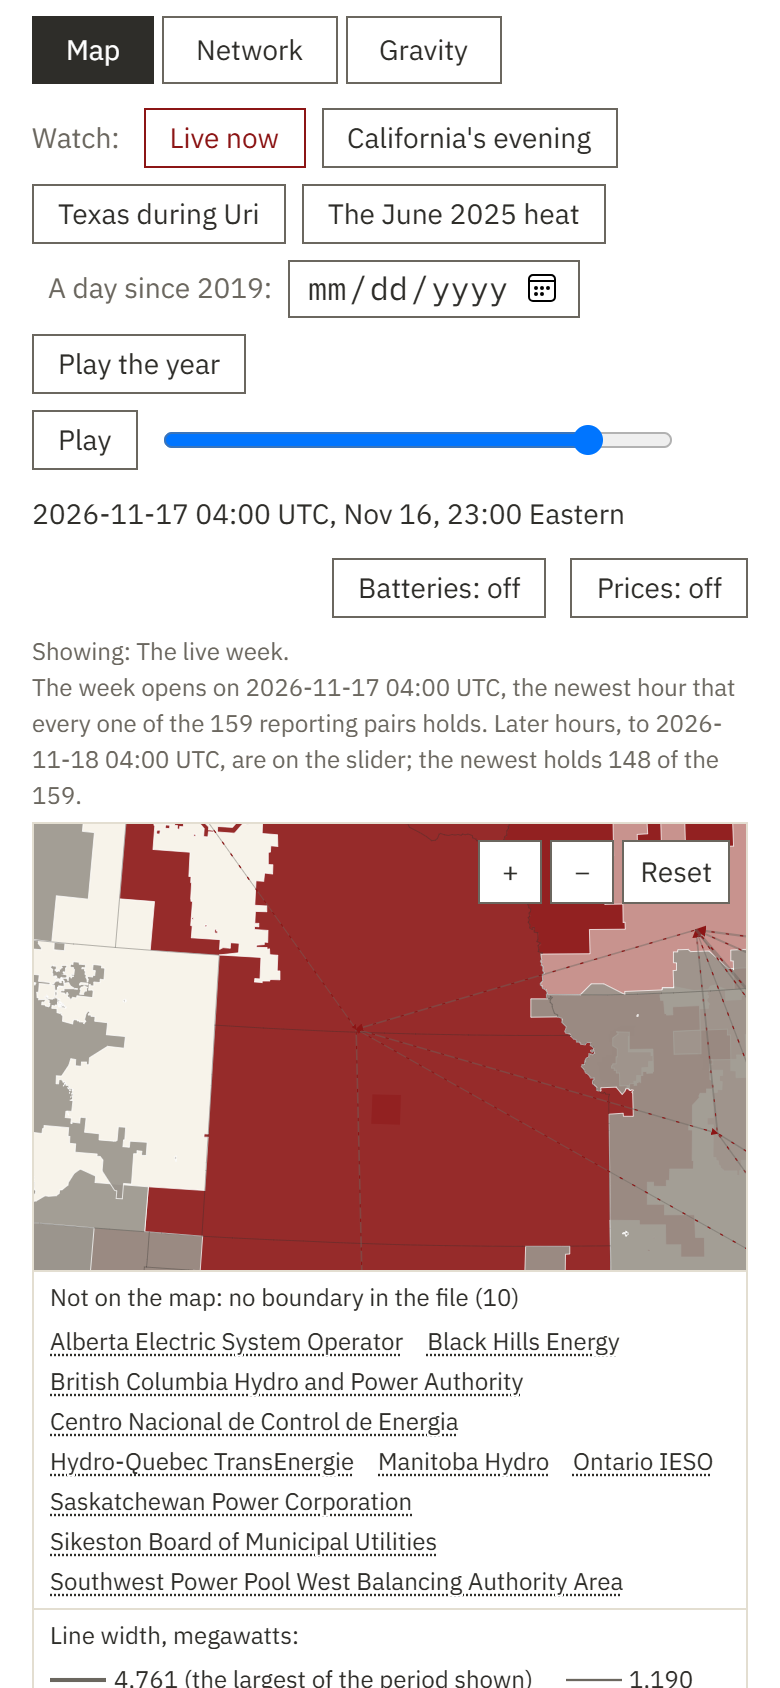 Map Network Gravity
Watch: Live now California's evening
Texas during Uri The June 2025 heat
A day since 2019: mm/dd/yyyy
Play the year
Play
2026-11-17 04:00 UTC, Nov 16, 23:00 Eastern
Batteries: off Prices: off
Showing: The live week.
The week opens on 2026-11-17 04:00 UTC, the newest hour that
every one of the 159 reporting pairs holds. Later hours, to 2026-
11-18 04:00 UTC, are on the slider; the newest holds 148 of the
159.
+ − Reset
Not on the map: no boundary in the file (10)
Alberta Electric System Operator Black Hills Energy
British Columbia Hydro and Power Authority
Centro Nacional de Control de Energia
Hydro-Quebec TransEnergie Manitoba Hydro Ontario IESO
Saskatchewan Power Corporation
Sikeston Board of Municipal Utilities
Southwest Power Pool West Balancing Authority Area
Line width, megawatts:
4,761 (the largest of the period shown) 1,190